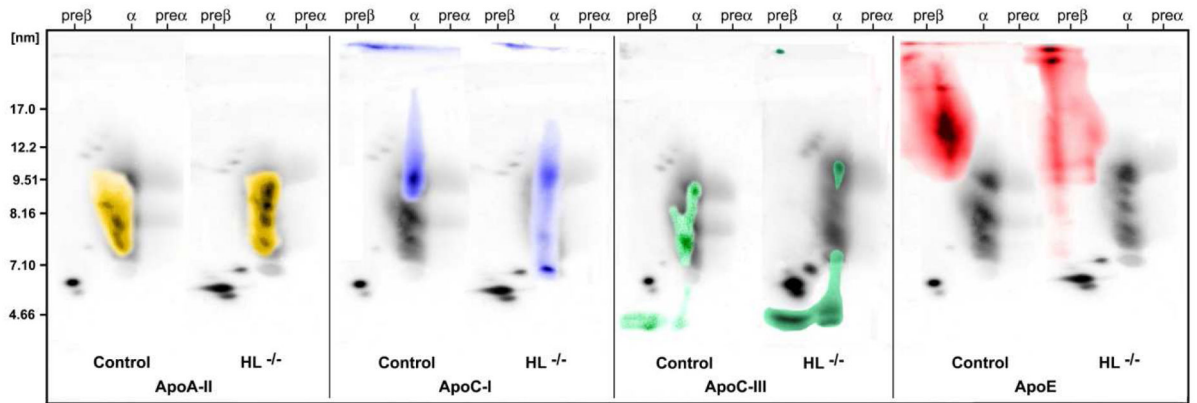 preβ α preα preβ α preα preβ α preα preβ α preα preβ α preα preβ α preα preβ α preα preβ α preα
[nm]
17.0
12.2
9.51
8.16
7.10
4.66
Control HL -/- Control HL -/- Control HL -/- Control HL -/-
ApoA-II ApoC-I ApoC-III ApoE